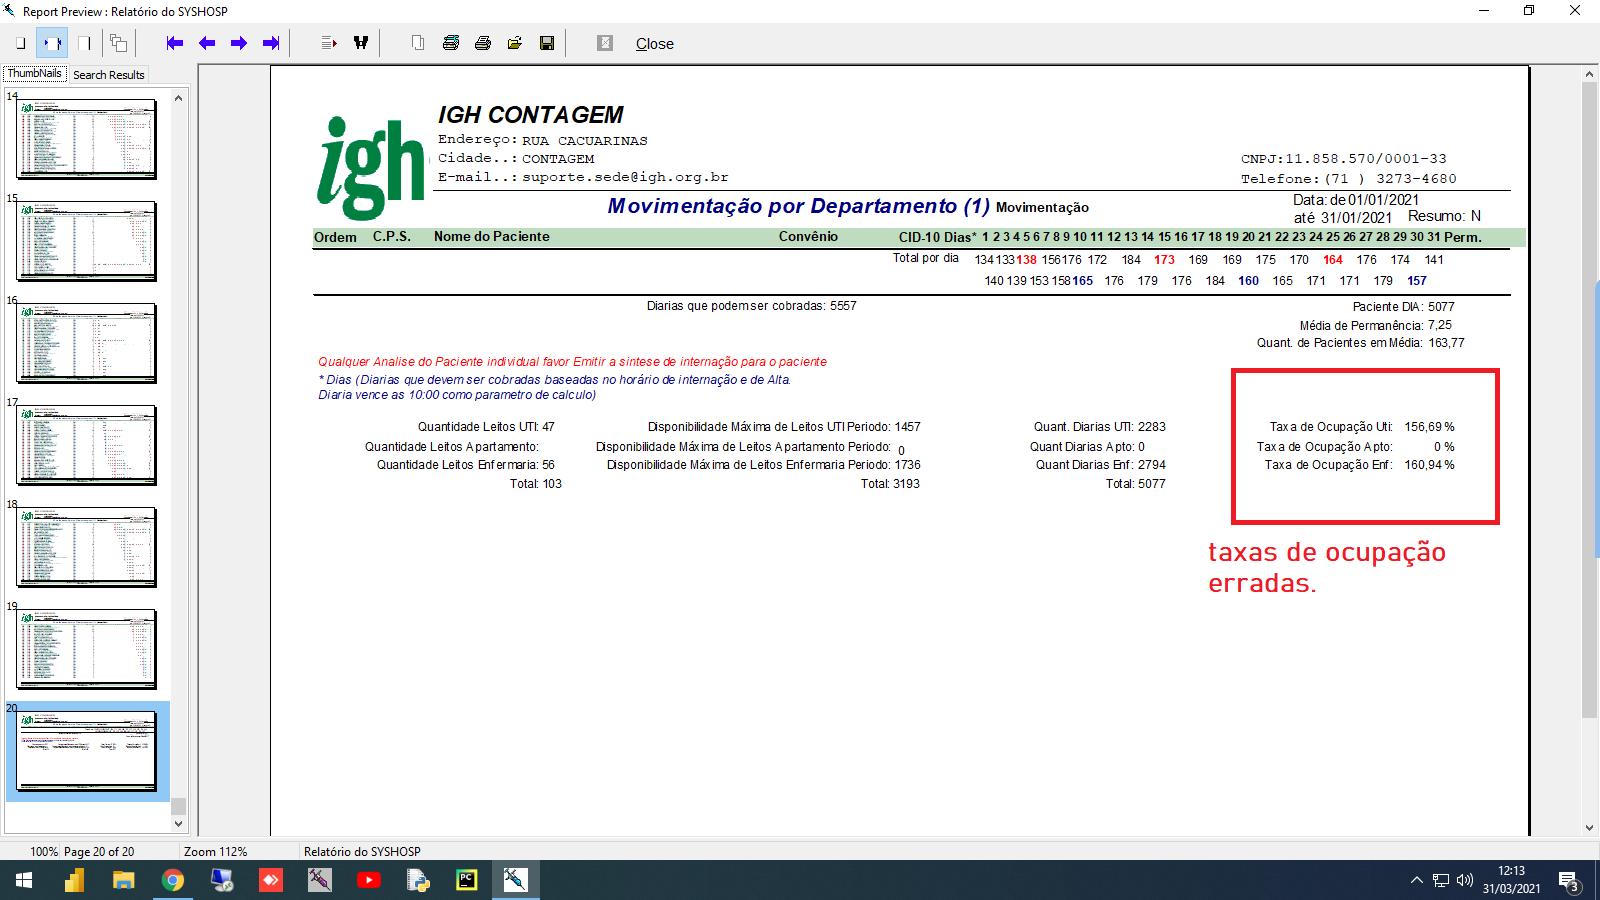 Report Preview : Relatório do SYSHOSP
Close
ThumbNails Search Results
14
15
16
17
18
19
20
igh
IGH CONTAGEM
Endereço: RUA CACUARINAS
Cidade..: CONTAGEM
E-mail..: suporte.sede@igh.org.br
CNPJ:11.858.570/0001-33
Telefone:(71 ) 3273-4680
Movimentação por Departamento (1) Movimentação
Data: de 01/01/2021
até 31/01/2021 Resumo: N
Ordem C.P.S. Nome do Paciente Convênio CID-10 Dias* 1 2 3 4 5 6 7 8 9 10 11 12 13 14 15 16 17 18 19 20 21 22 23 24 25 26 27 28 29 30 31 Perm.
Total por dia 134 133 138 156 176 172 184 173 169 169 175 170 164 176 174 141
140 139 153 158 165 176 179 176 184 160 165 171 171 179 157
Diarias que podem ser cobradas: 5557
Paciente DIA: 5077
Média de Permanência: 7,25
Quant. de Pacientes em Média: 163,77
Qualquer Analise do Paciente individual favor Emitir a sintese de internação para o paciente
* Dias (Diarias que devem ser cobradas baseadas no horário de internação e de Alta.
Diaria vence as 10:00 como parametro de calculo)
Quantidade Leitos UTI: 47 Disponibilidade Máxima de Leitos UTI Periodo: 1457 Quant. Diarias UTI: 2283 Taxa de Ocupação Uti: 156,69 %
Quantidade Leitos Apartamento: Disponibilidade Máxima de Leitos Apartamento Periodo: 0 Quant Diarias Apto: 0 Taxa de Ocupação Apto: 0 %
Quantidade Leitos Enfermaria: 56 Disponibilidade Máxima de Leitos Enfermaria Periodo: 1736 Quant Diarias Enf: 2794 Taxa de Ocupação Enf: 160,94 %
Total: 103 Total: 3193 Total: 5077
taxas de ocupação
erradas.
100% Page 20 of 20 Zoom 112% Relatório do SYSHOSP
PC
12:13
31/03/2021
3